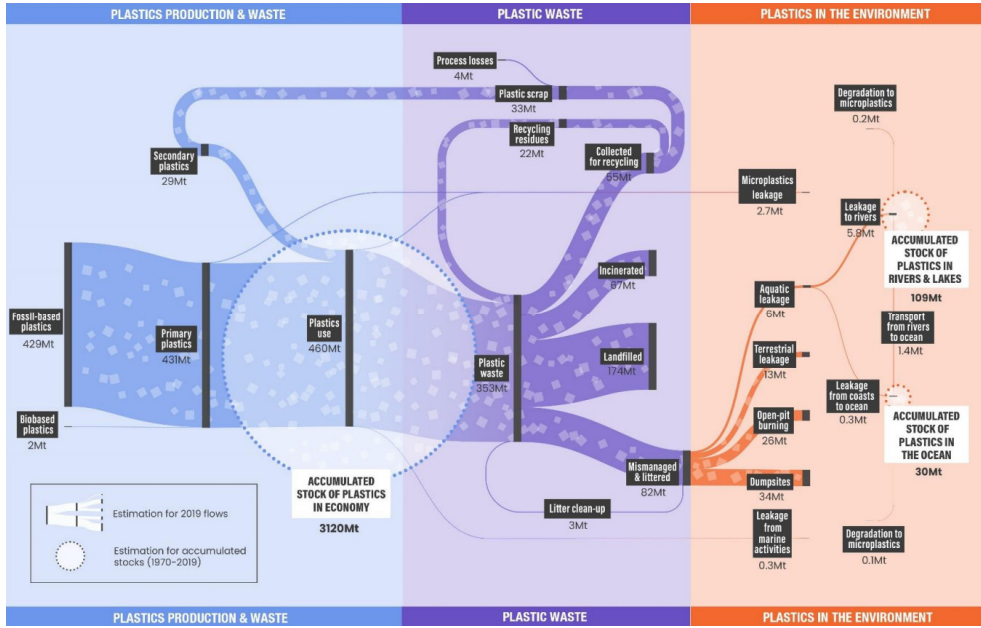 PLASTICS PRODUCTION & WASTE
PLASTIC WASTE
PLASTICS IN THE ENVIRONMENT
Process losses
4Mt
Plastic scrap
33Mt
Recycling
residues
22Mt
Collected
for recycling
55Mt
Secondary
plastics
29Mt
Degradation to
microplastics
0.2Mt
Microplastics
leakage
2.7Mt
Leakage
to rivers
5.8Mt
ACCUMULATED
STOCK OF
PLASTICS IN
RIVERS & LAKES
109Mt
Fossil-based
plastics
429Mt
Primary
plastics
431Mt
Plastics
use
460Mt
Plastic
waste
353Mt
Incinerated
67Mt
Landfilled
174Mt
Aquatic
leakage
6Mt
Transport
from rivers
to ocean
1.4Mt
Terrestrial
leakage
13Mt
Leakage
from coasts
to ocean
0.3Mt
Open-pit
burning
26Mt
ACCUMULATED
STOCK OF
PLASTICS IN
THE OCEAN
30Mt
Biobased
plastics
2Mt
Mismanaged
& littered
82Mt
Dumpsites
34Mt
ACCUMULATED
STOCK OF PLASTICS
IN ECONOMY
3120Mt
Litter clean-up
3Mt
Leakage
from
marine
activities
0.3Mt
Degradation to
microplastics
0.1Mt
Estimation for 2019 flows
Estimation for accumulated
stocks (1970-2019)
PLASTICS PRODUCTION & WASTE
PLASTIC WASTE
PLASTICS IN THE ENVIRONMENT